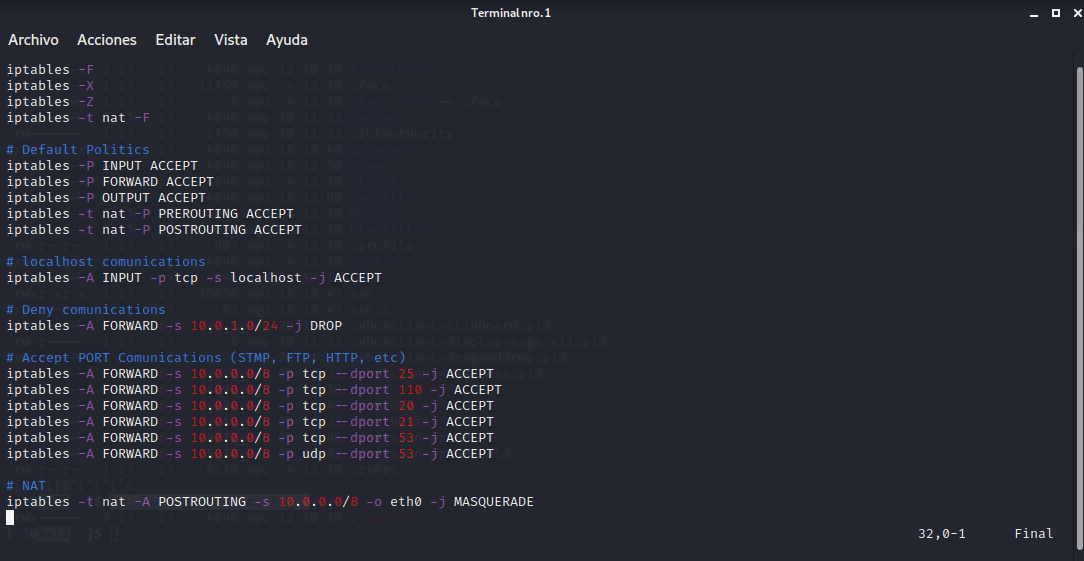 Terminal nro. 1
Archivo Acciones Editar Vista Ayuda
iptables -F
iptables -X
iptables -Z
iptables -t nat -F
# Default Politics
iptables -P INPUT ACCEPT
iptables -P FORWARD ACCEPT
iptables -P OUTPUT ACCEPT
iptables -t nat -P PREROUTING ACCEPT
iptables -t nat -P POSTROUTING ACCEPT
# localhost comunications
iptables -A INPUT -p tcp -s localhost -j ACCEPT
# Deny comunications
iptables -A FORWARD -s 10.0.1.0/24 -j DROP
# Accept PORT Comunications (STMP, FTP, HTTP, etc)
iptables -A FORWARD -s 10.0.0.0/8 -p tcp --dport 25 -j ACCEPT
iptables -A FORWARD -s 10.0.0.0/8 -p tcp --dport 110 -j ACCEPT
iptables -A FORWARD -s 10.0.0.0/8 -p tcp --dport 20 -j ACCEPT
iptables -A FORWARD -s 10.0.0.0/8 -p tcp --dport 21 -j ACCEPT
iptables -A FORWARD -s 10.0.0.0/8 -p tcp --dport 53 -j ACCEPT
iptables -A FORWARD -s 10.0.0.0/8 -p udp --dport 53 -j ACCEPT
# NAT
iptables -t nat -A POSTROUTING -s 10.0.0.0/8 -o eth0 -j MASQUERADE
32,0-1 Final